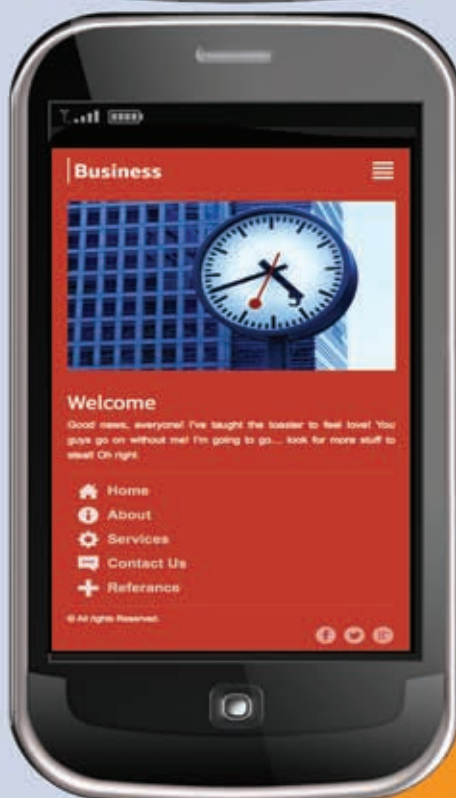 Business
Welcome
Good news, everyone! I've taught the toaster to feel love! You
guys go on without me! I'm going to go... look for more stuff to
steal! Oh right.
Home
About
Services
Contact Us
Referance
© All rights Reserved.